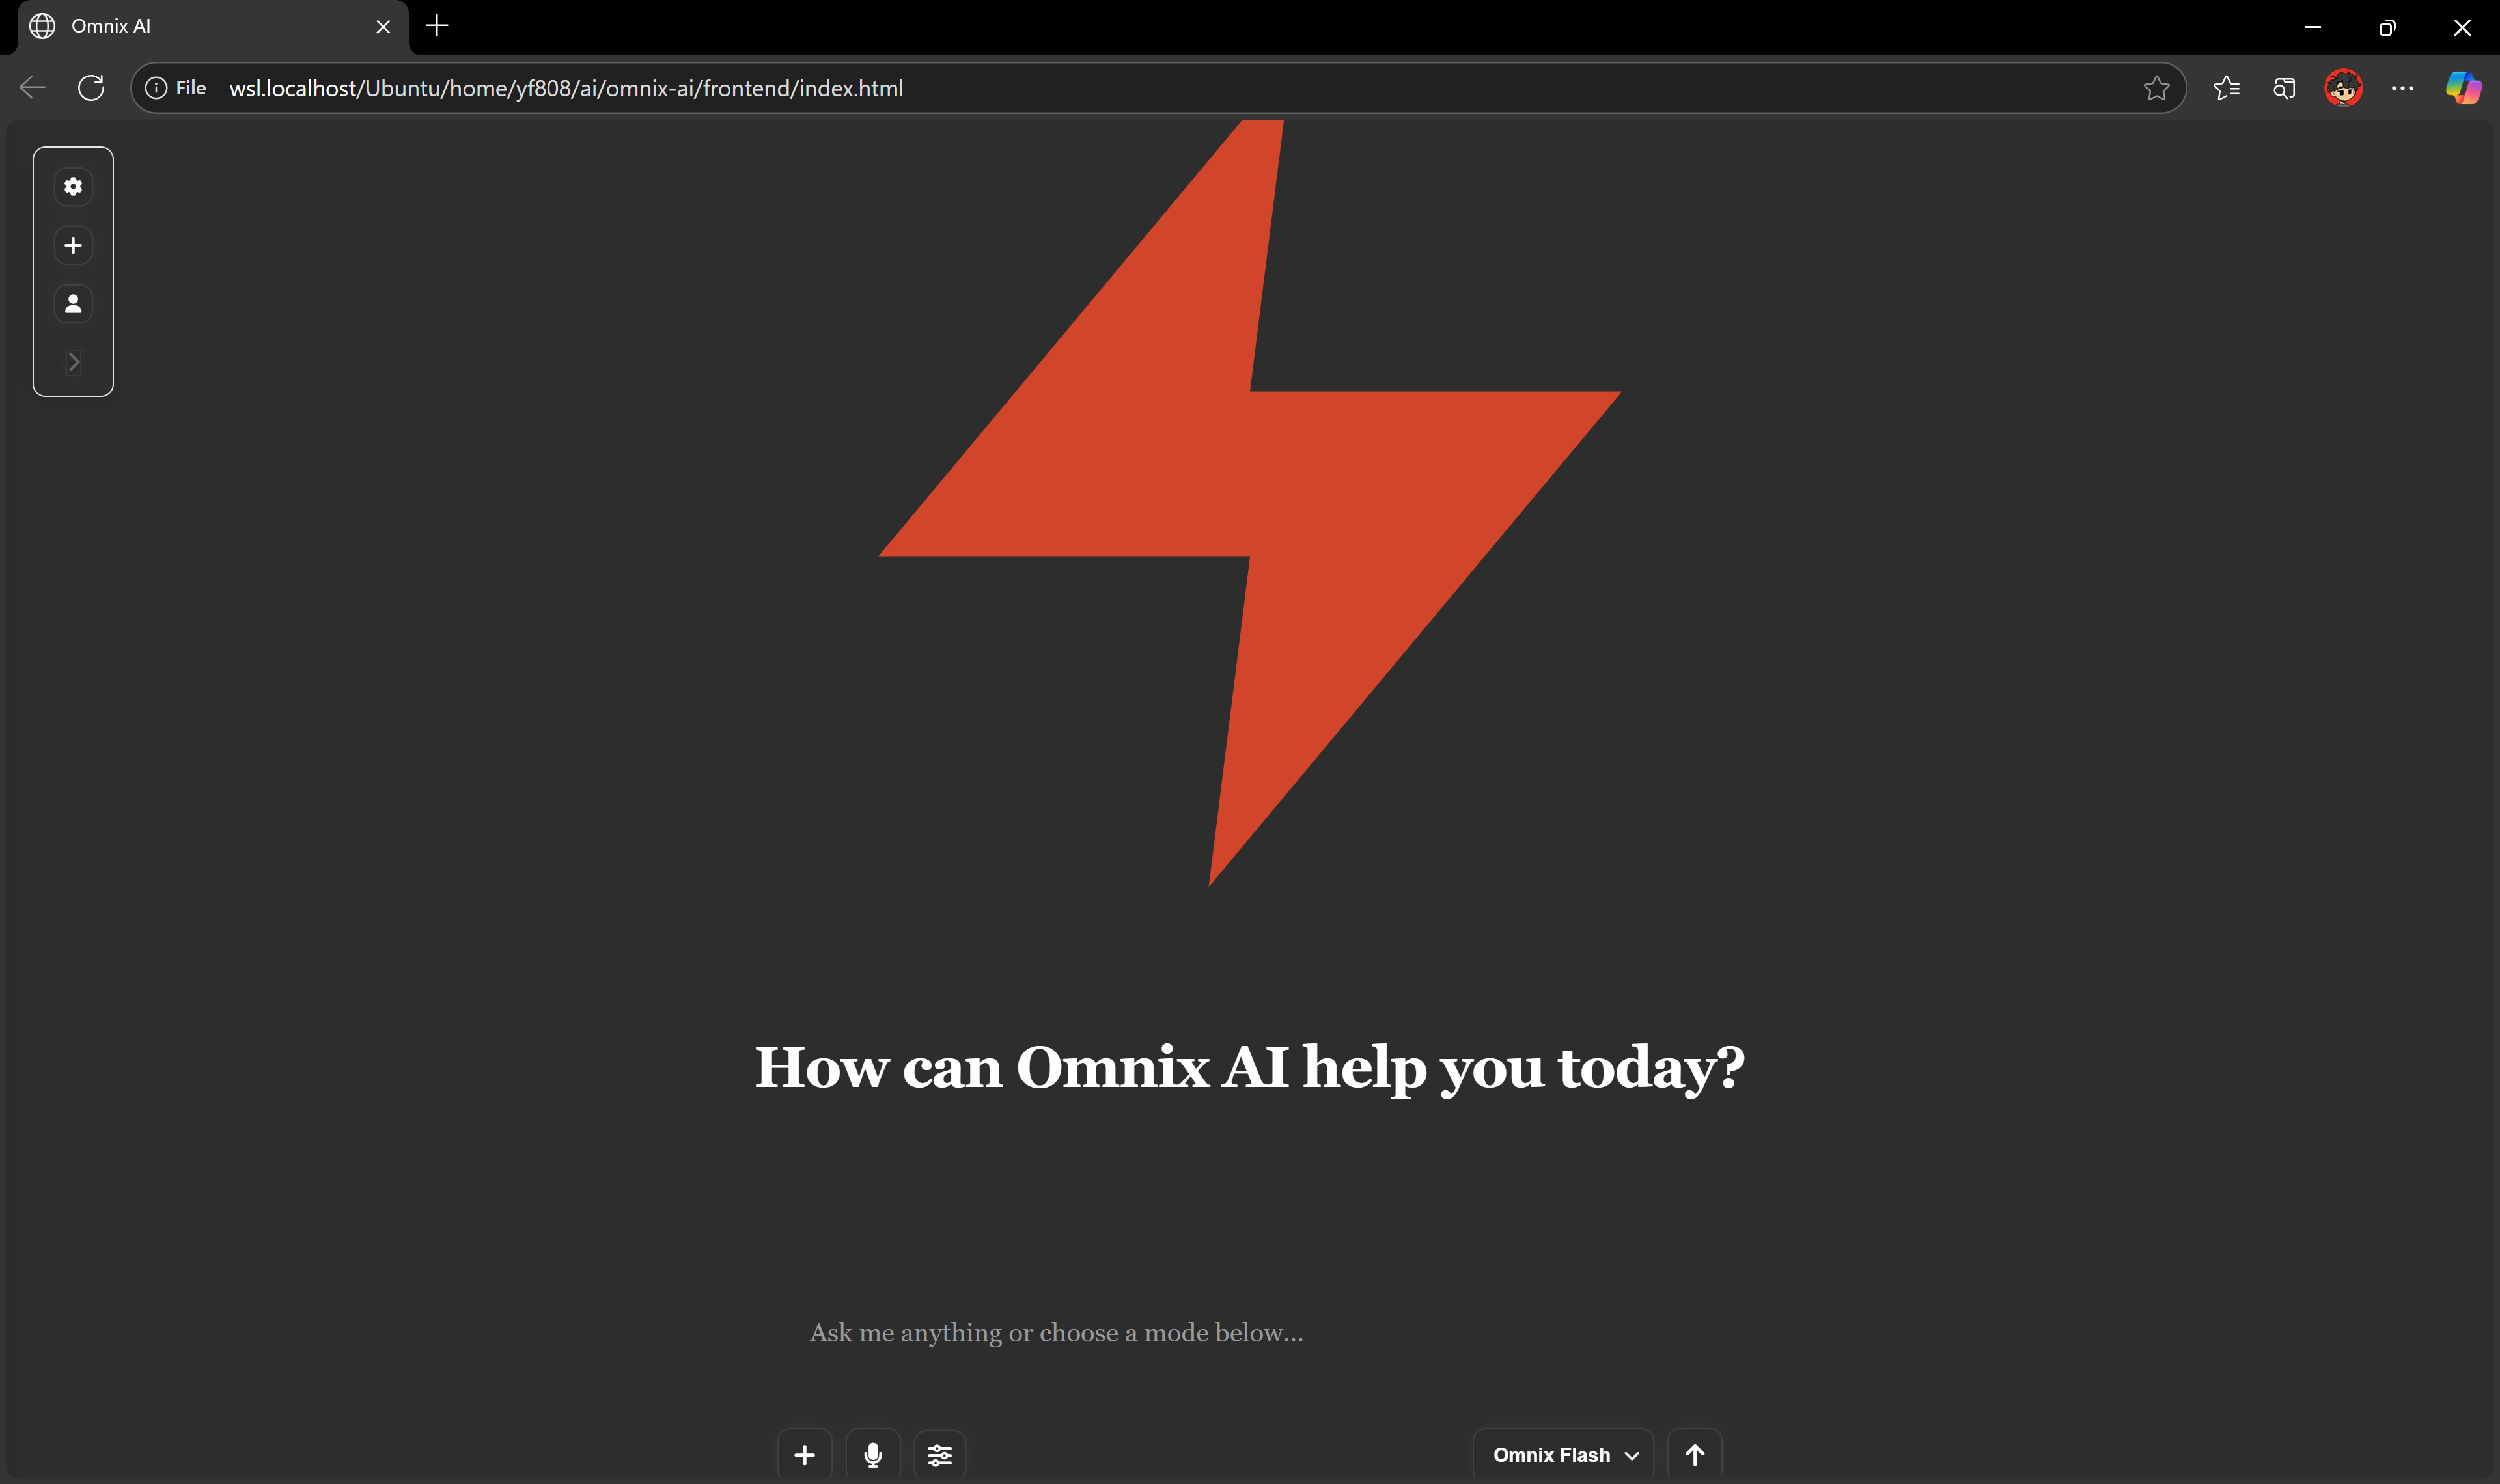 Omnix AI
File wsl.localhost/Ubuntu/home/yf808/ai/omnix-ai/frontend/index.html
How can Omnix AI help you today?
Ask me anything or choose a mode below...
Omnix Flash